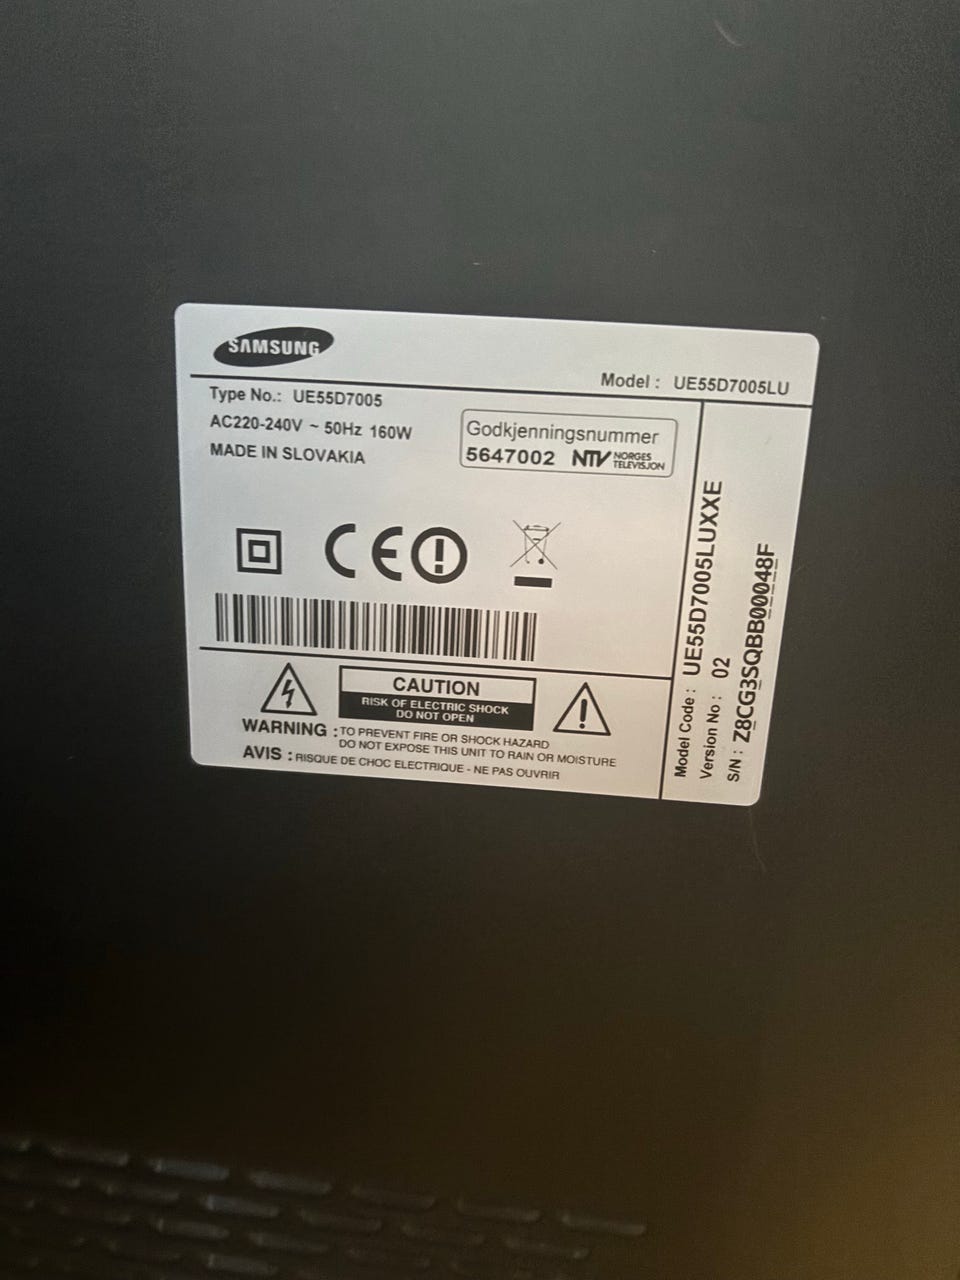 SAMSUNG
Model : UE55D7005LU
Type No.: UE55D7005
AC220-240V ~ 50Hz 160W
MADE IN SLOVAKIA
Godkjenningsnummer
5647002 NTV NORGES TELEVISJON
CE
CAUTION
RISK OF ELECTRIC SHOCK
DO NOT OPEN
WARNING : TO PREVENT FIRE OR SHOCK HAZARD
DO NOT EXPOSE THIS UNIT TO RAIN OR MOISTURE
AVIS : RISQUE DE CHOC ELECTRIQUE - NE PAS OUVRIR
Model Code : UE55D7005LUXXE
Version No : 02
S/N : Z8CG3SQBB00048F